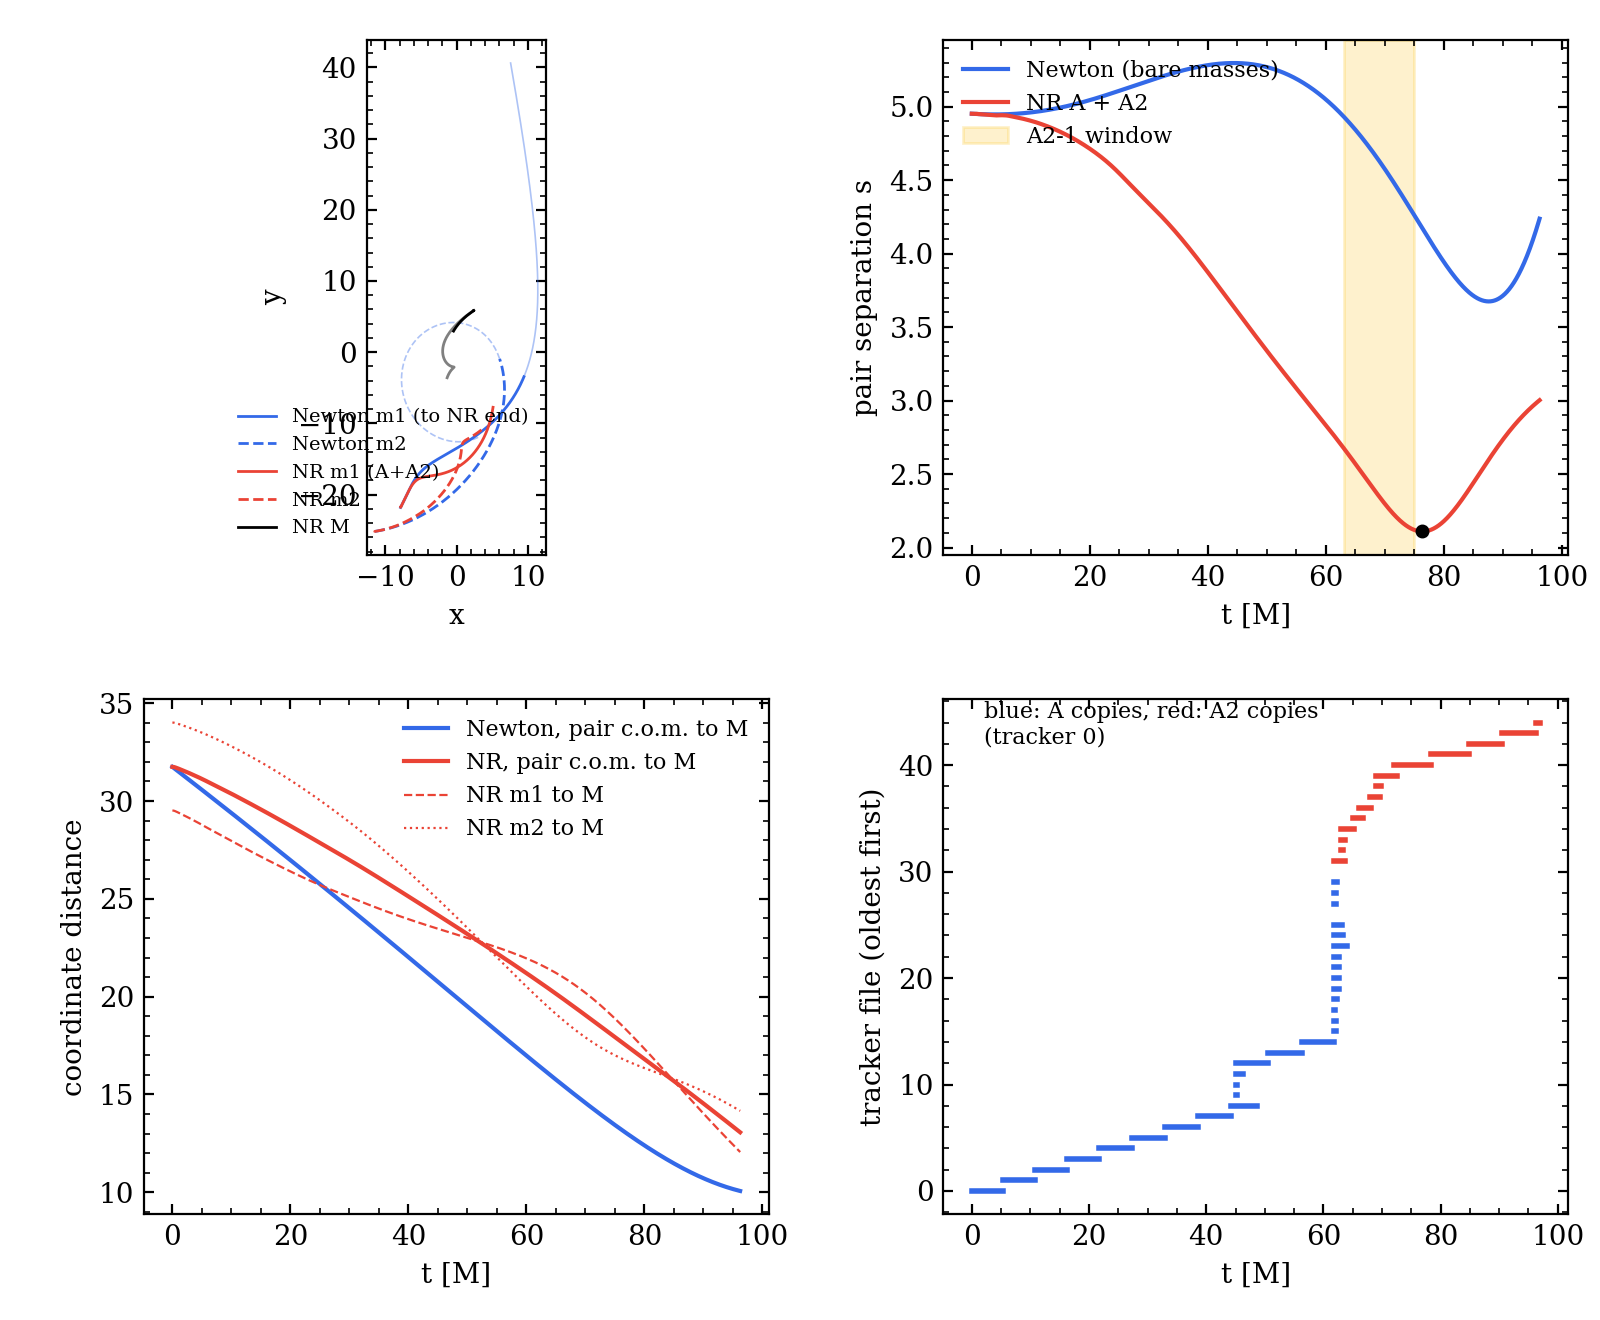 40
30
20
10
0
−10
−20
y
Newton m1 (to NR end)
Newton m2
NR m1 (A+A2)
NR m2
NR M
−10 0 10
x
Newton (bare masses)
NR A + A2
A2-1 window
5.0
4.5
4.0
3.5
3.0
2.5
2.0
pair separation s
0 20 40 60 80 100
t [M]
35
30
25
20
15
10
coordinate distance
Newton, pair c.o.m. to M
NR, pair c.o.m. to M
NR m1 to M
NR m2 to M
0 20 40 60 80 100
t [M]
blue: A copies, red: A2 copies
(tracker 0)
40
30
20
10
0
tracker file (oldest first)
0 20 40 60 80 100
t [M]